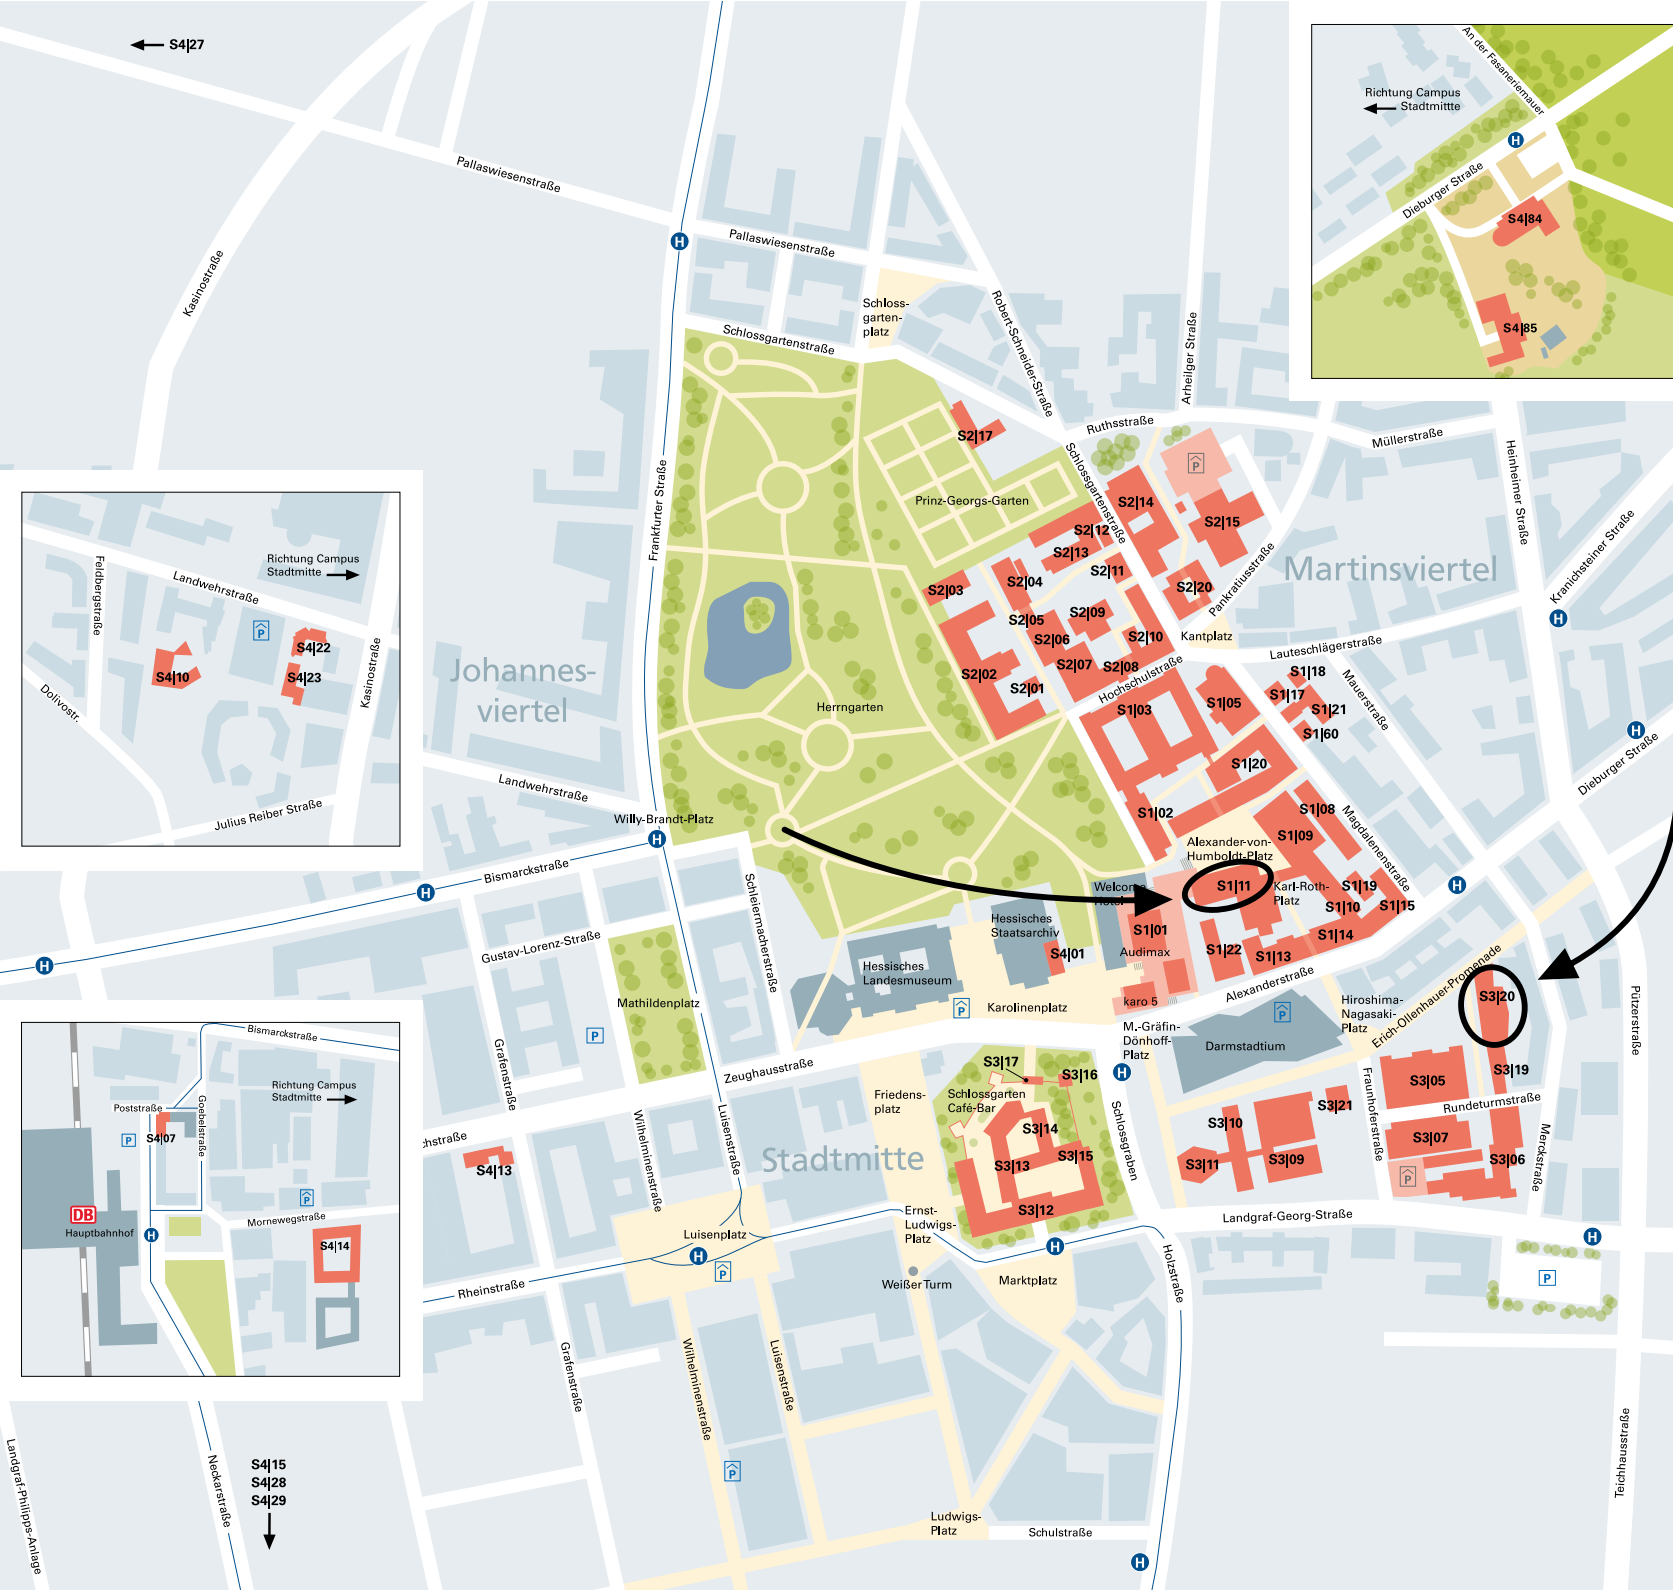 S4|27
Pallaswiesenstraße
Kasinostraße
Pallaswiesenstraße
Schloss-
garten-
platz
Schlossgartenstraße
Robert-Schneider-Straße
Arheilger Straße
Ruthsstraße
Müllerstraße
Heinheimer Straße
An der Fasaneriemauer
Richtung Campus
Stadtmittte
H
Dieburger Straße
S4|84
S4|85
H
Frankfurter Straße
S2|17
Prinz-Georgs-Garten
Schlossgartenstraße
P
S2|14
S2|15
S2|12
S2|13
S2|11
S2|20
S2|03
S2|04
S2|05
S2|09
S2|06
S2|10
S2|07
S2|08
S2|02
S2|01
Pankratiusstraße
Kantplatz
Martinsviertel
Kranichsteiner Straße
H
Lauteschlägerstraße
Mauerstraße
Hochschulstraße
S1|18
S1|17
S1|21
S1|60
S1|03
S1|05
S1|20
S1|02
S1|08
S1|09
Magdalenenstraße
H
Dieburger Straße
Richtung Campus
Stadtmitte
Feldbergstraße
Landwehrstraße
P
S4|22
S4|23
S4|10
Kasinostraße
Dolivostr.
Julius Reiber Straße
Johannes-
viertel
Herrngarten
Landwehrstraße
Willy-Brandt-Platz
H
Bismarckstraße
H
H
Schleiermacherstraße
Gustav-Lorenz-Straße
Mathildenplatz
P
Grafenstraße
Alexander-von-
Humboldt-Platz
Welcome
Hotel
S1|11
Karl-Roth-
Platz
S1|19
S1|10
S1|15
S1|14
S1|13
S1|22
S1|01
Audimax
karo 5
H
Hessisches
Staatsarchiv
S4|01
Hessisches
Landesmuseum
P
Karolinenplatz
Alexanderstraße
M.-Gräfin-
Dönhoff-
Platz
H
P
Darmstadtium
Hiroshima-
Nagasaki-
Platz
Erich-Ollenhauer-Promenade
S3|20
S3|19
Pützerstraße
Zeughausstraße
Friedens-
platz
S3|17
S3|16
Schlossgarten
Café-Bar
S3|14
S3|13
S3|15
S3|12
Schlossgraben
S3|21
S3|10
S3|11
S3|09
Fraunhoferstraße
S3|05
Rundeturmstraße
S3|07
S3|06
P
Merckstraße
Bismarckstraße
Richtung Campus
Stadtmitte
Poststraße
Goebelstraße
P
S4|07
P
DB
Hauptbahnhof
H
Mornewegstraße
S4|14
chstraße
S4|13
Wilhelminenstraße
Luisenstraße
Stadtmitte
Luisenplatz
H
P
Rheinstraße
Ernst-
Ludwigs-
Platz
Weißer Turm
H
Marktplatz
Landgraf-Georg-Straße
Holzstraße
H
P
Grafenstraße
Wilhelminenstraße
Luisenstraße
P
Ludwigs-
Platz
Schulstraße
H
Teichhausstraße
Landgraf-Philipps-Anlage
Neckarstraße
S4|15
S4|28
S4|29